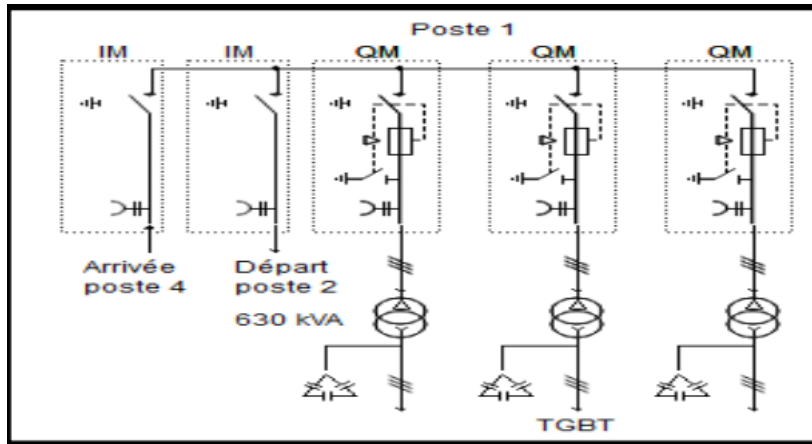 Poste 1
IM IM QM QM QM
Arrivée
poste 4
Départ
poste 2
630 kVA
TGBT